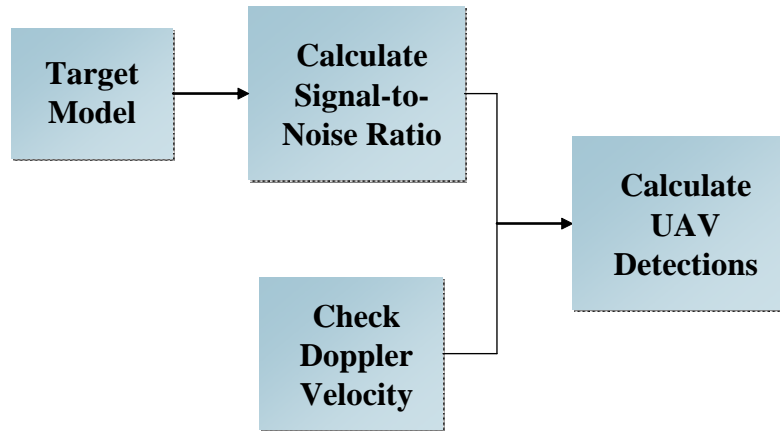 Target
Model
Calculate
Signal-to-
Noise Ratio
Check
Doppler
Velocity
Calculate
UAV
Detections